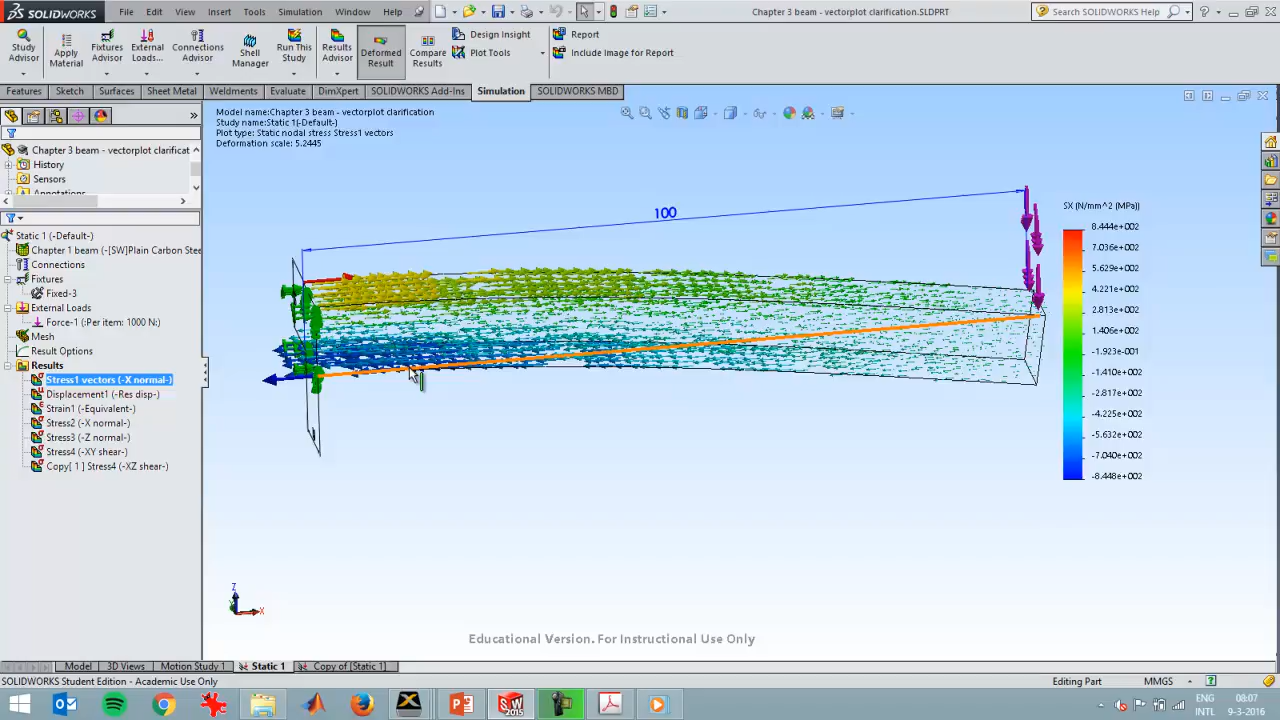 SOLIDWORKS
File Edit View Insert Tools Simulation Window Help
Chapter 3 beam - vectorplot clarification.SLDPRT
Search SOLIDWORKS Help
Study Advisor
Apply Material
Fixtures Advisor
External Loads...
Connections Advisor
Shell Manager
Run This Study
Results Advisor
Deformed Result
Compare Results
Design Insight
Plot Tools
Report
Include Image for Report
Features Sketch Surfaces Sheet Metal Weldments Evaluate DimXpert SOLIDWORKS Add-Ins Simulation SOLIDWORKS MBD
Chapter 3 beam - vectorplot clarificat
History
Sensors
Annotations
Static 1 (-Default-)
Chapter 1 beam (-[SW]Plain Carbon Stee
Connections
Fixtures
Fixed-3
External Loads
Force-1 (:Per item: 1000 N:)
Mesh
Result Options
Results
Stress1 vectors (-X normal-)
Displacement1 (-Res disp-)
Strain1 (-Equivalent-)
Stress2 (-X normal-)
Stress3 (-Z normal-)
Stress4 (-XY shear-)
Copy[ 1 ] Stress4 (-XZ shear-)
Model name:Chapter 3 beam - vectorplot clarification
Study name:Static 1(-Default-)
Plot type: Static nodal stress Stress1 vectors
Deformation scale: 5.2445
100
SX (N/mm^2 (MPa))
8.444e+002
7.036e+002
5.629e+002
4.221e+002
2.813e+002
1.406e+002
-1.923e-001
-1.410e+002
-2.817e+002
-4.225e+002
-5.632e+002
-7.040e+002
-8.448e+002
Z
Y
X
Educational Version. For Instructional Use Only
Model 3D Views Motion Study 1 Static 1 Copy of [Static 1]
SOLIDWORKS Student Edition - Academic Use Only
Editing Part
MMGS
ENG
INTL
08:07
9-3-2016